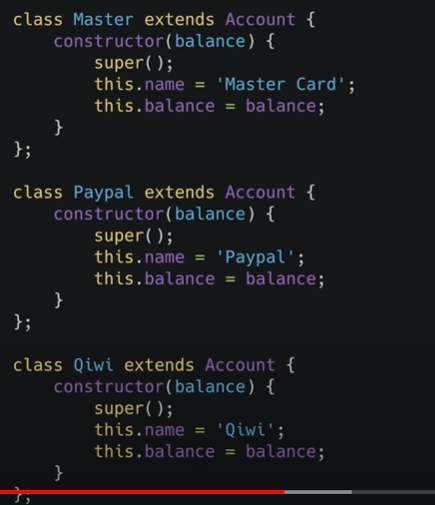 class Master extends Account {
    constructor(balance) {
        super();
        this.name = 'Master Card';
        this.balance = balance;
    }
};

class Paypal extends Account {
    constructor(balance) {
        super();
        this.name = 'Paypal';
        this.balance = balance;
    }
};

class Qiwi extends Account {
    constructor(balance) {
        super();
        this.name = 'Qiwi';
        this.balance = balance;
    }
};